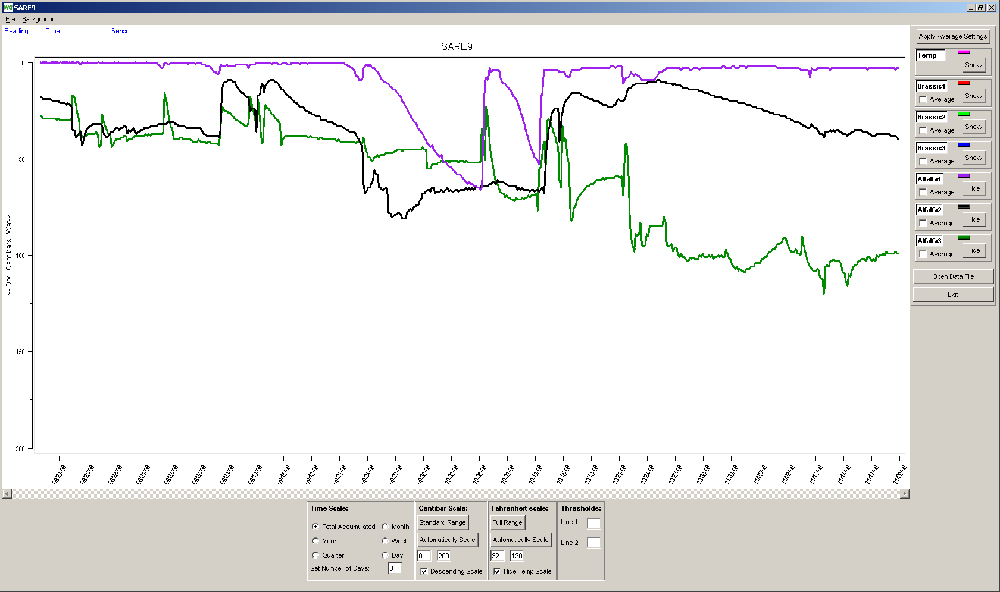 WG SARE9
File Background
Reading:: Time: Sensor:
SARE9
Apply Average Settings
Temp
Show
Brassic1
Average Show
Brassic2
Average Show
Brassic3
Average Show
Alfalfa1
Average Hide
Alfalfa2
Average Hide
Alfalfa3
Average Hide
Open Data File
Exit
0
50
100
150
200
<- Dry Centibars Wet->
08/22/08 08/25/08 08/28/08 08/31/08 09/03/08 09/06/08 09/09/08 09/12/08 09/15/08 09/18/08 09/21/08 09/24/08 09/27/08 09/30/08 10/03/08 10/06/08 10/09/08 10/12/08 10/15/08 10/18/08 10/21/08 10/24/08 10/27/08 10/30/08 11/02/08 11/05/08 11/08/08 11/11/08 11/14/08 11/17/08 11/20/08
Time Scale:
Total Accumulated Month
Year Week
Quarter Day
Set Number of Days: 0
Centibar Scale:
Standard Range
Automatically Scale
0 - 200
Descending Scale
Fahrenheit scale:
Full Range
Automatically Scale
32 - 130
Hide Temp Scale
Thresholds:
Line 1
Line 2